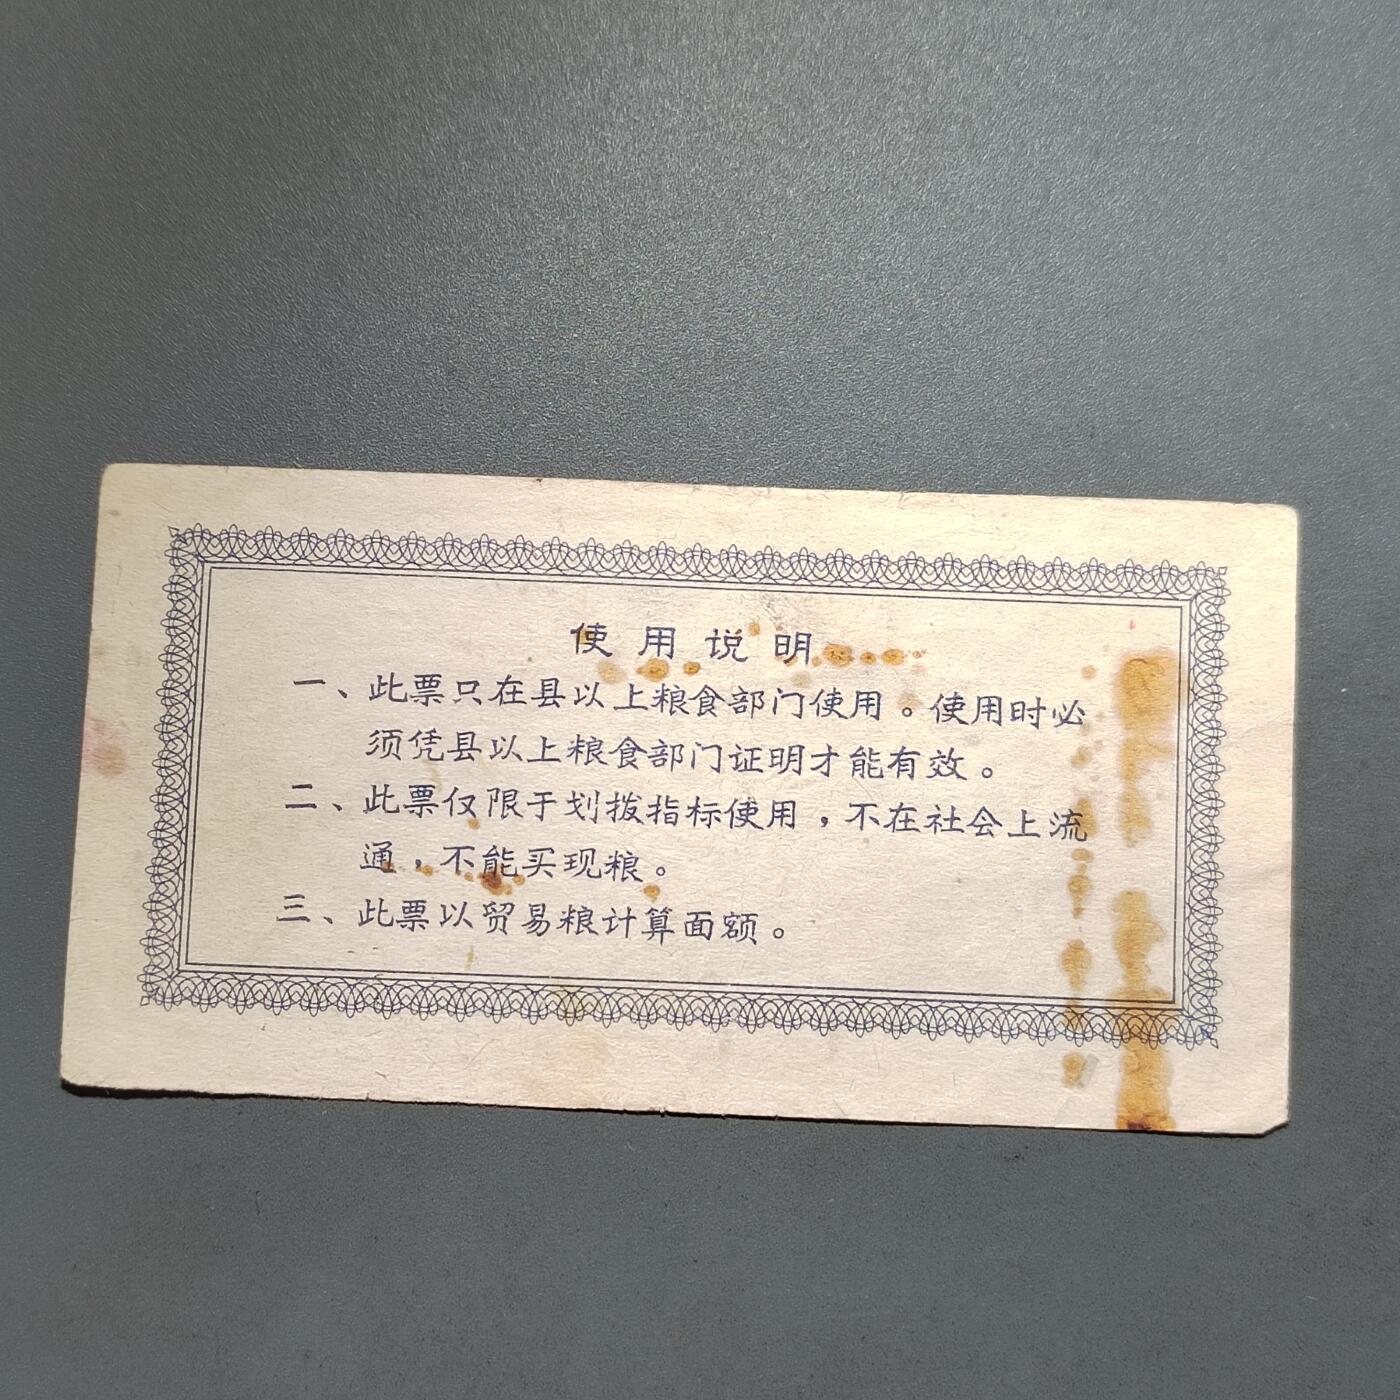 使用说明
一、此票只在县以上粮食部门使用。使用时必
须凭县以上粮食部门证明才能有效。
二、此票仅限于划拨指标使用，不在社会上流
通，不能买现粮。
三、此票以贸易粮计算面额。